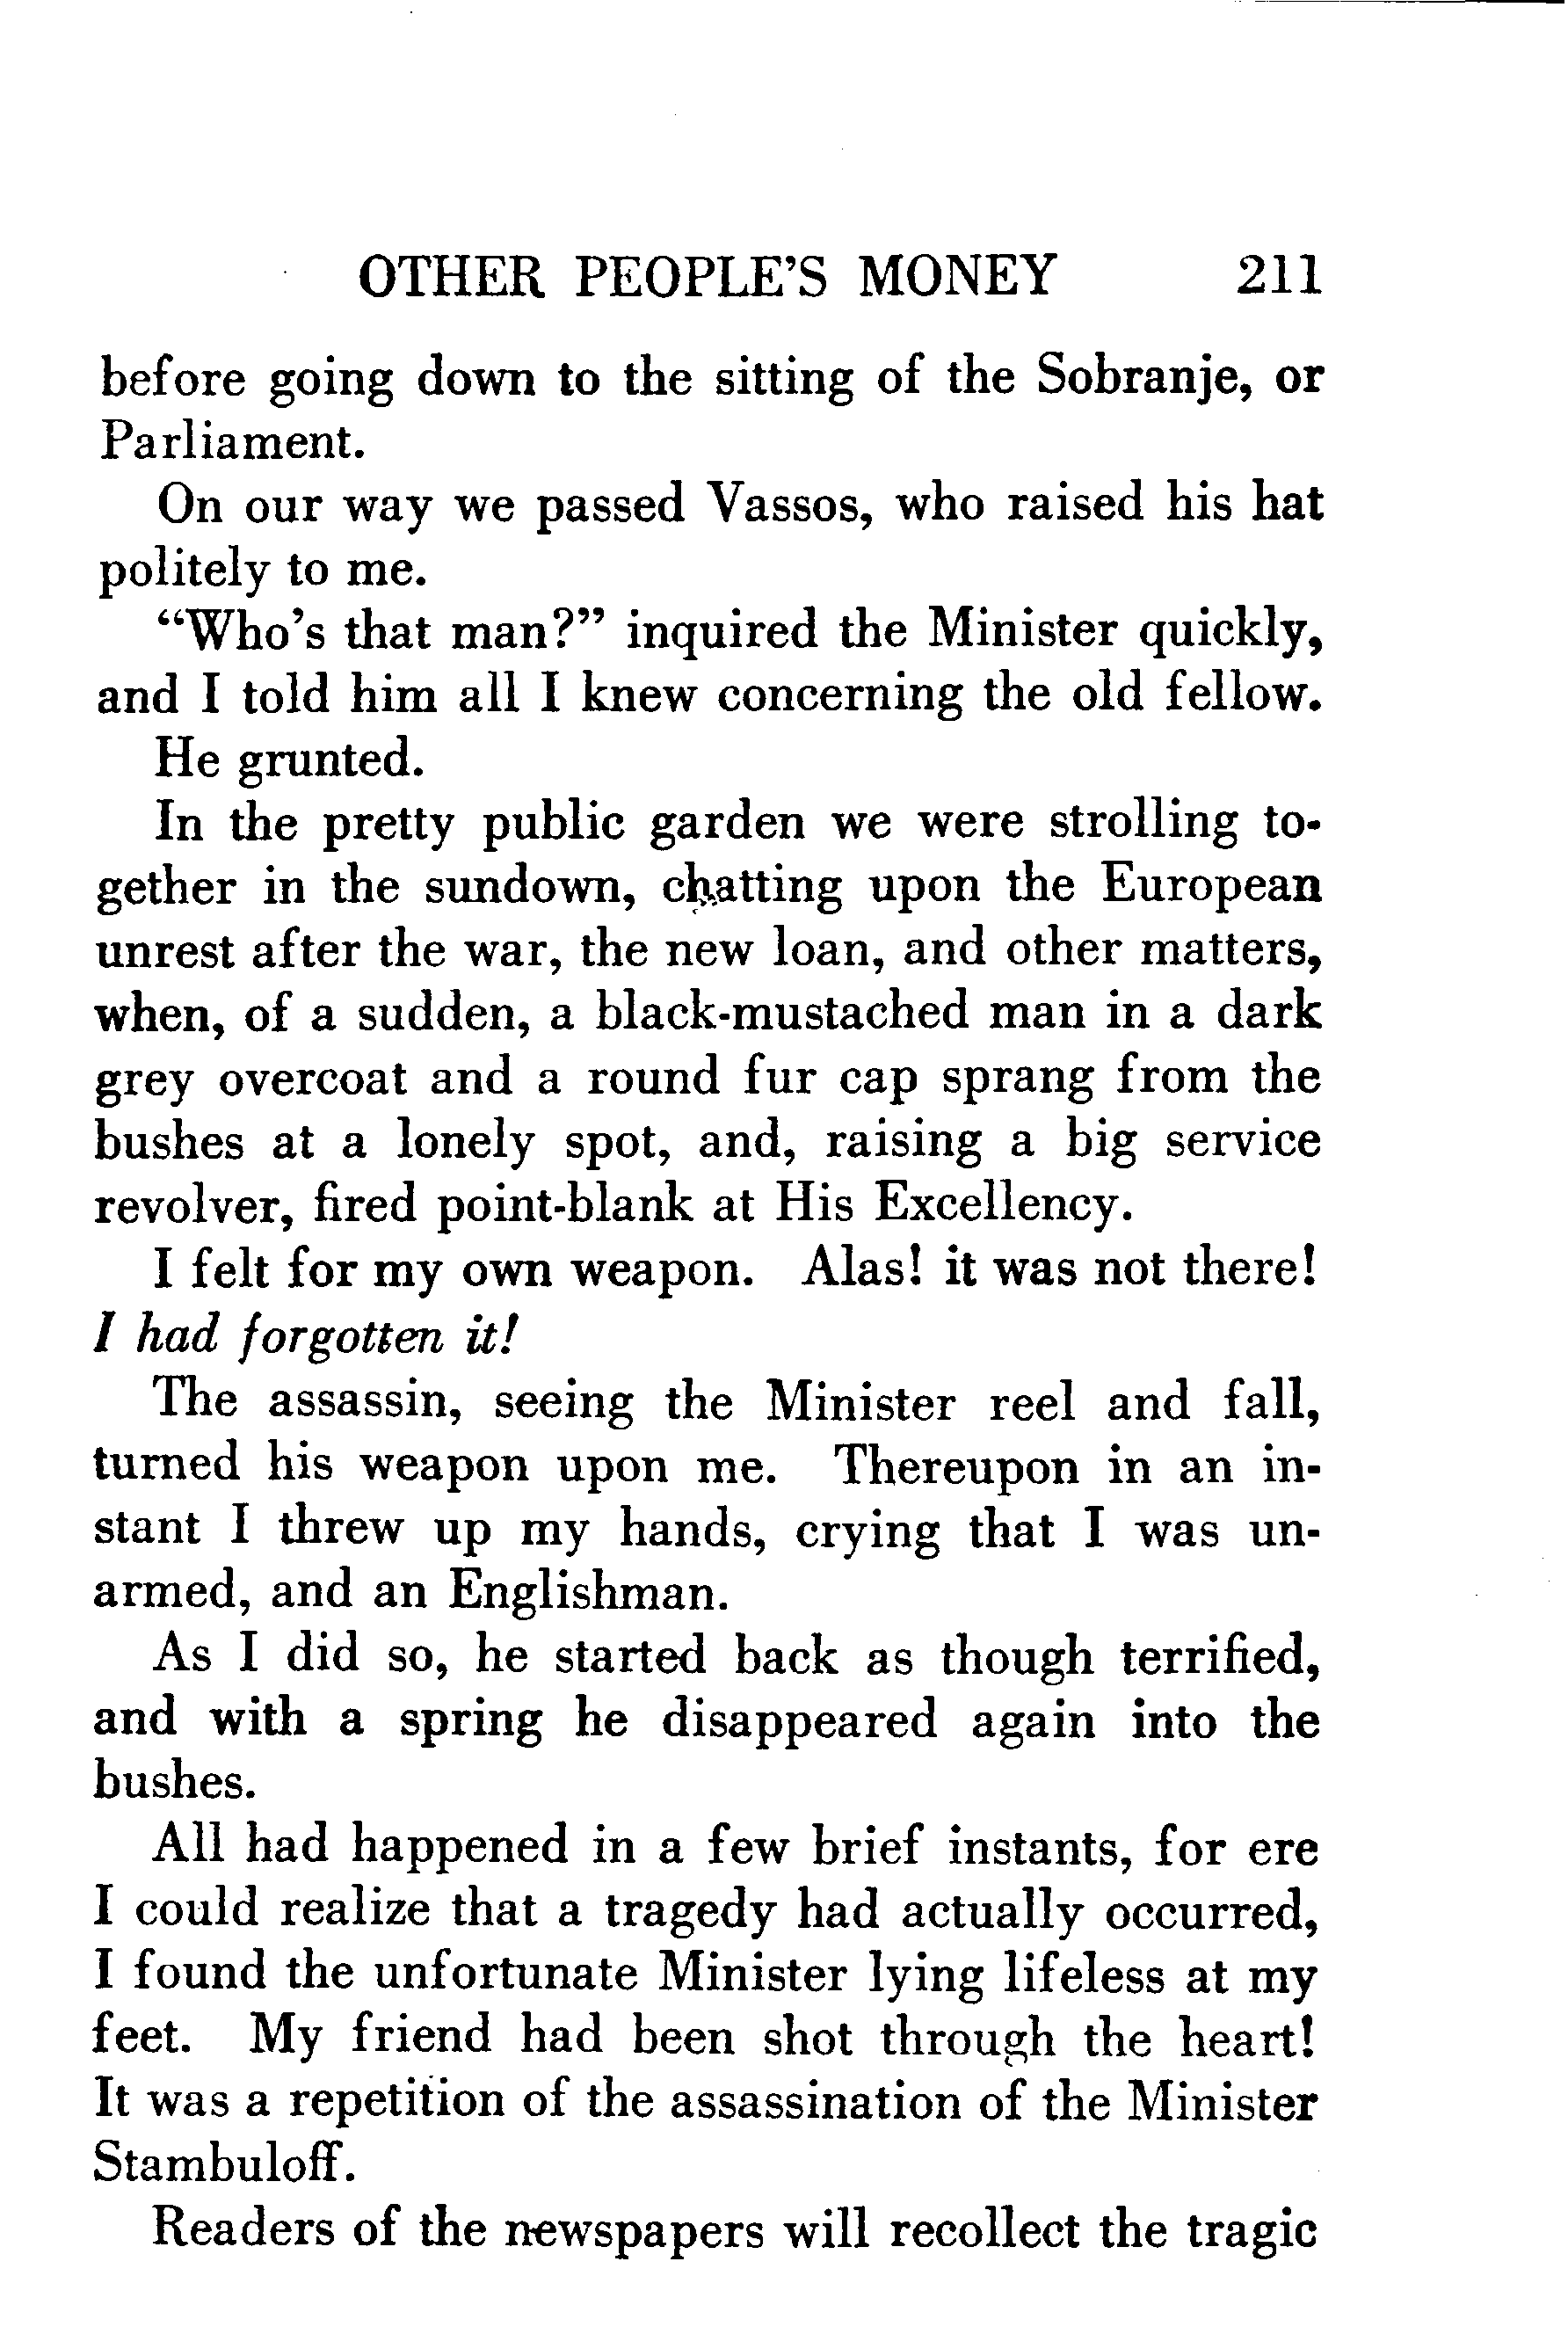 OTHER PEOPLE'S MONEY 211
before going down to the sitting of the Sobranje, or
Parliament.
On our way we passed Vassos, who raised his hat
politely to me.
“Who's that man?” inquired the Minister quickly,
and I told him all I knew concerning the old fellow.
He grunted.
In the pretty public garden we were strolling to-
gether in the sundown, chatting upon the European
unrest after the war, the new loan, and other matters,
when, of a sudden, a black-mustached man in a dark
grey overcoat and a round fur cap sprang from the
bushes at a lonely spot, and, raising a big service
revolver, fired point-blank at His Excellency.
I felt for my own weapon. Alas! it was not there!
I had forgotten it!
The assassin, seeing the Minister reel and fall,
turned his weapon upon me. Thereupon in an in-
stant I threw up my hands, crying that I was un-
armed, and an Englishman.
As I did so, he started back as though terrified,
and with a spring he disappeared again into the
bushes.
All had happened in a few brief instants, for ere
I could realize that a tragedy had actually occurred,
I found the unfortunate Minister lying lifeless at my
feet. My friend had been shot through the heart!
It was a repetition of the assassination of the Minister
Stambuloff.
Readers of the newspapers will recollect the tragic